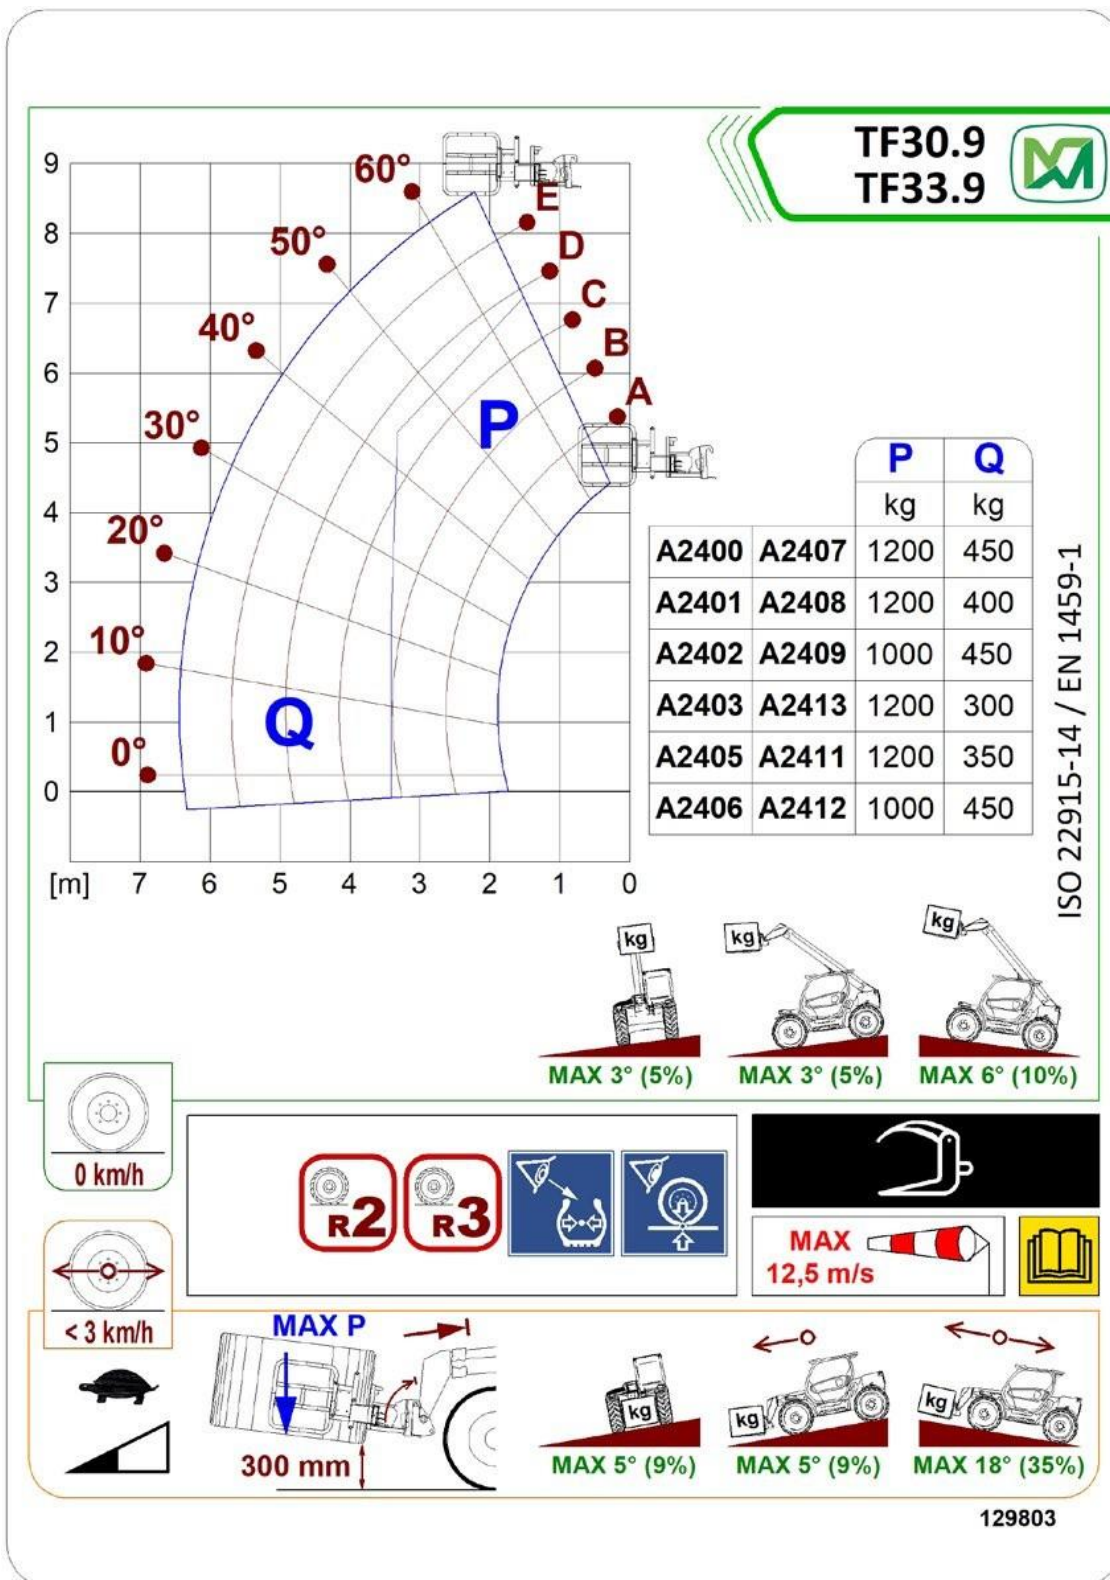 TF30.9
TF33.9
9
8
7
6
5
4
3
2
1
0
[m] 7 6 5 4 3 2 1 0
60°
50°
40°
30°
20°
10°
0°
E
D
C
B
A
P
Q
P Q
kg kg
A2400 A2407 1200 450
A2401 A2408 1200 400
A2402 A2409 1000 450
A2403 A2413 1200 300
A2405 A2411 1200 350
A2406 A2412 1000 450
ISO 22915-14 / EN 1459-1
kg kg kg
MAX 3° (5%) MAX 3° (5%) MAX 6° (10%)
0 km/h
R2 R3
MAX
12,5 m/s
< 3 km/h
MAX P
300 mm
kg kg kg
MAX 5° (9%) MAX 5° (9%) MAX 18° (35%)
129803